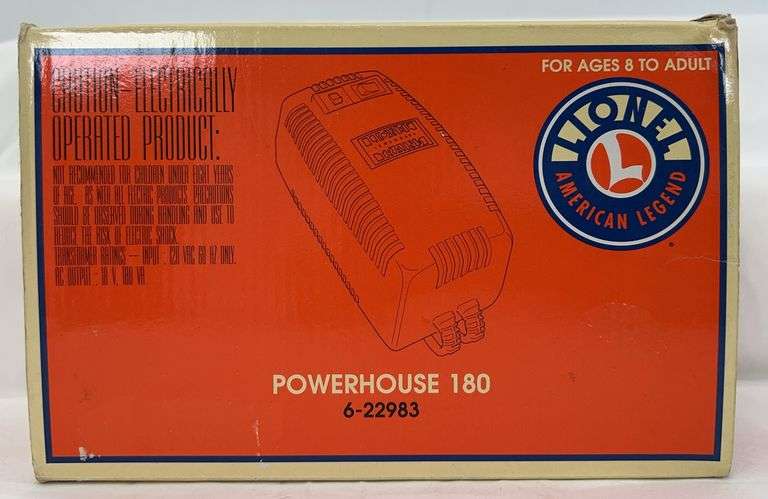 FOR AGES 8 TO ADULT
CAUTION ELECTRICALLY
OPERATED PRODUCT:
NOT RECOMMENDED FOR CHILDREN UNDER EIGHT YEARS
OF AGE. AS WITH ALL ELECTRIC PRODUCTS, PRECAUTIONS
SHOULD BE OBSERVED DURING HANDLING AND USE TO
REDUCE THE RISK OF ELECTRIC SHOCK.
TRANSFORMER RATINGS — INPUT: 120 VAC 60 HZ ONLY.
AC OUTPUT: 18 V, 180 VA
LIONEL
L
AMERICAN LEGEND
®
POWERHOUSE 180
6-22983